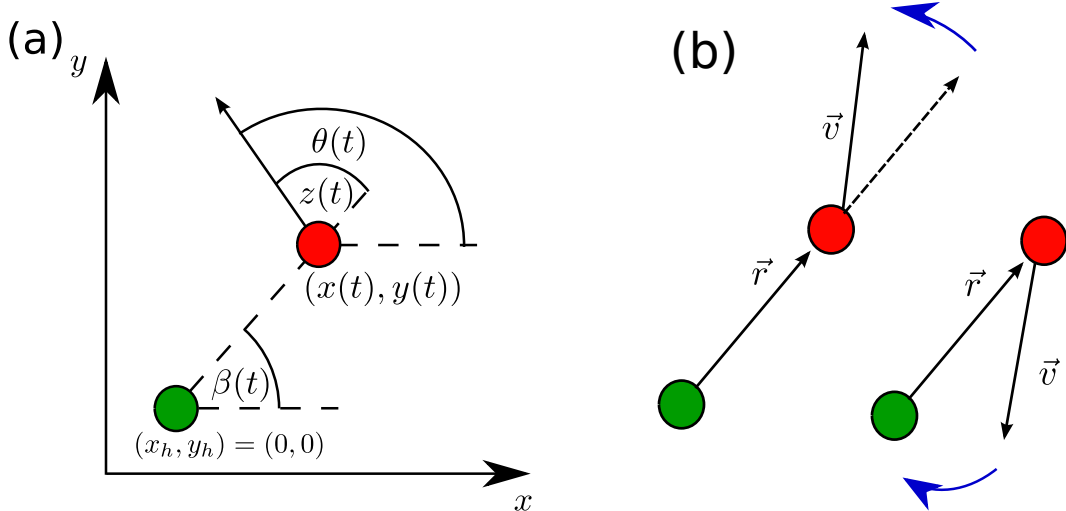 (a)
y
θ(t)
z(t)
(x(t), y(t))
β(t)
(x_h, y_h) = (0, 0)
x
(b)
v⃗
r⃗
r⃗
v⃗